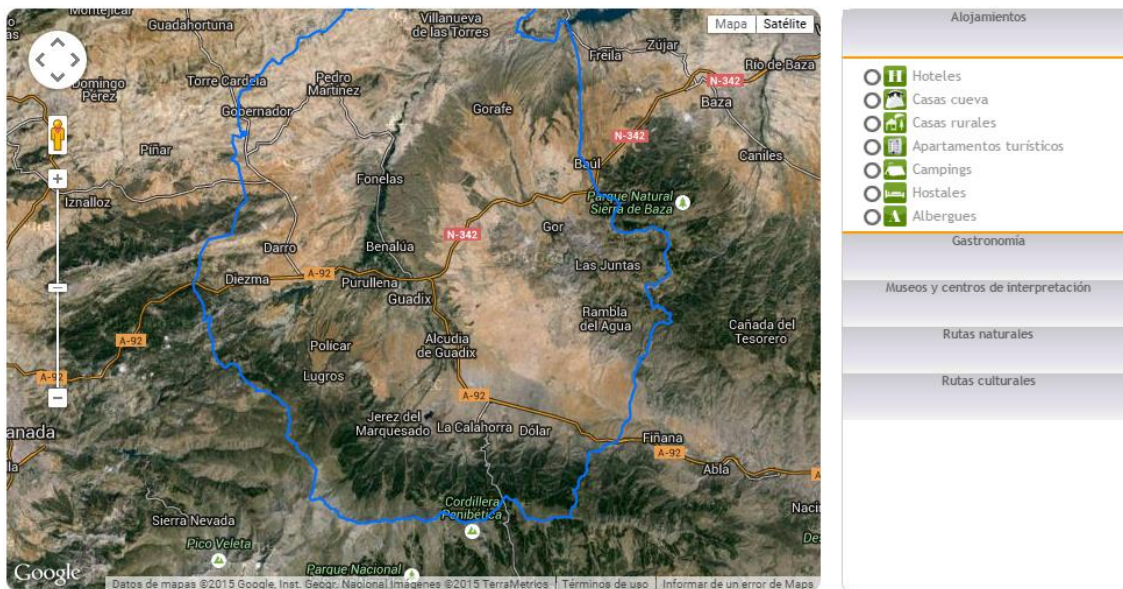 Montejícar
Guadahortuna
Villanueva
de las Torres
Mapa
Satélite
Freila
Zújar
Río de Baza
Domingo
Pérez
Torre Cardela
Pedro
Martínez
N-342
Baza
Gobernador
Gorafe
N-342
Píñar
Baúl
Caniles
Fonelas
Iznalloz
Parque Natural
Sierra de Baza
N-342
Gor
Darro
Benalúa
Las Juntas
Diezma
A-92
Purullena
Guadix
Rambla
del Agua
Cañada del
Tesorero
A-92
Polícar
Alcudia
de Guadix
Lugros
A-92
A-92
Jerez del
Marquesado
La Calahorra
Dólar
anada
Fiñana
A-92
Abla
A
Cordillera
Penibética
Sierra Nevada
Naci
Pico Veleta
Parque Nacional
Google
Datos de mapas ©2015 Google, Inst. Geogr. Nacional Imágenes ©2015 TerraMetrics
Términos de uso
Informar de un error de Maps
Alojamientos
H Hoteles
Casas cueva
Casas rurales
Apartamentos turísticos
Campings
Hostales
A Albergues
Gastronomía
Museos y centros de interpretación
Rutas naturales
Rutas culturales